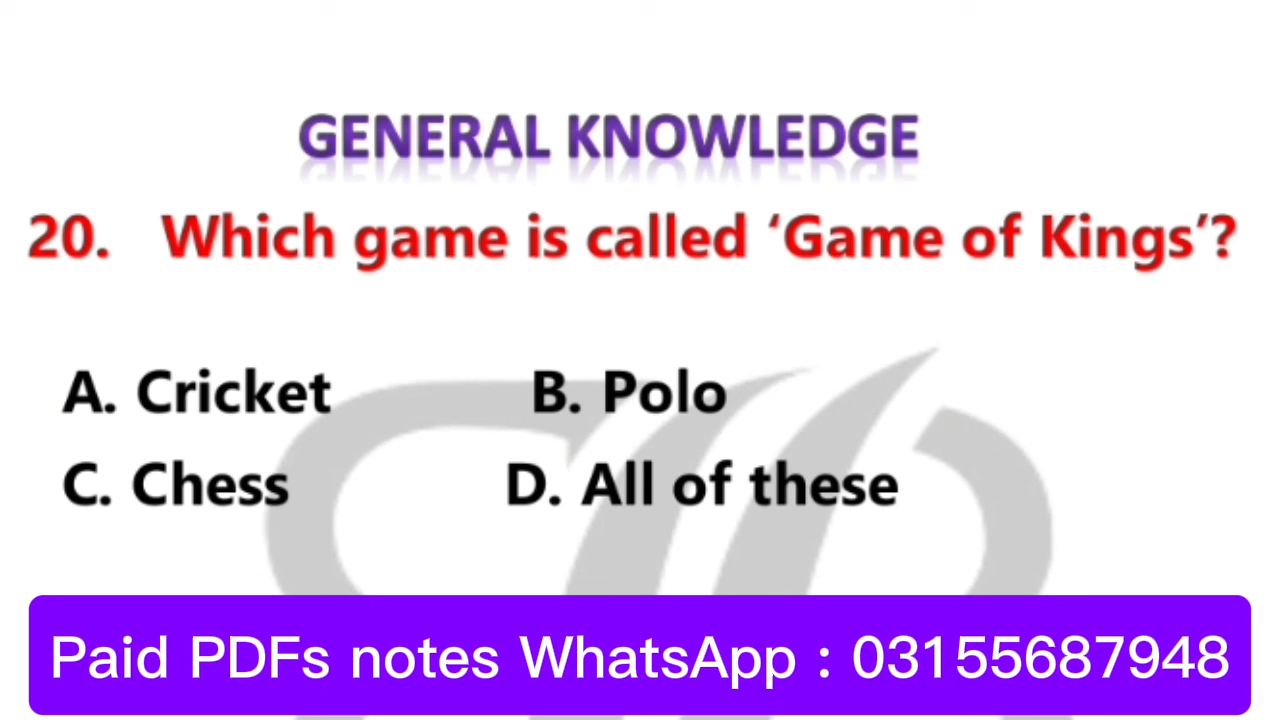 GENERAL KNOWLEDGE
20. Which game is called ‘Game of Kings’?
A. Cricket B. Polo
C. Chess D. All of these
Paid PDFs notes WhatsApp : 03155687948